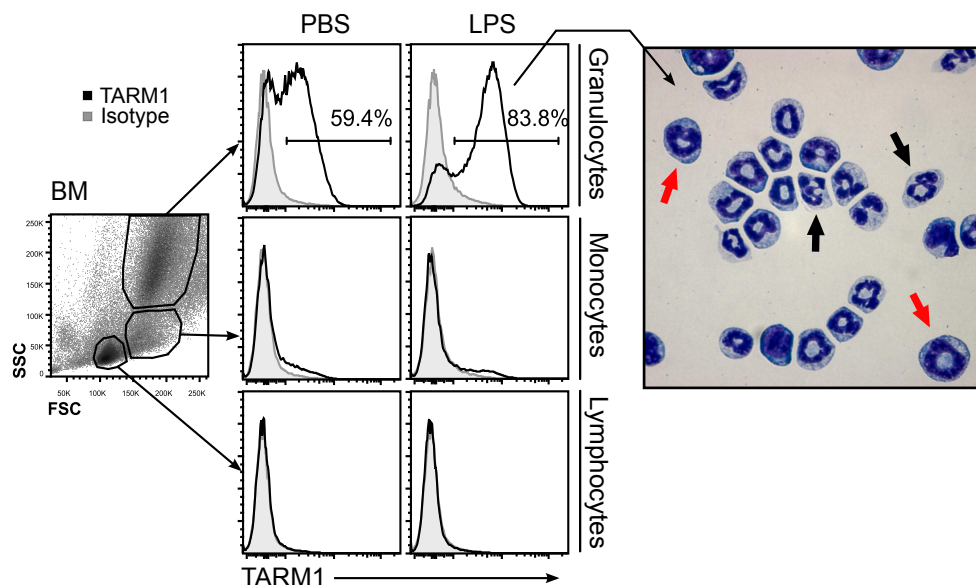 PBS LPS
TARM1
Isotype
59.4%
83.8%
Granulocytes
BM
250K
200K
150K
100K
50K
0
SSC
50K 100K 150K 200K 250K
FSC
Monocytes
Lymphocytes
TARM1